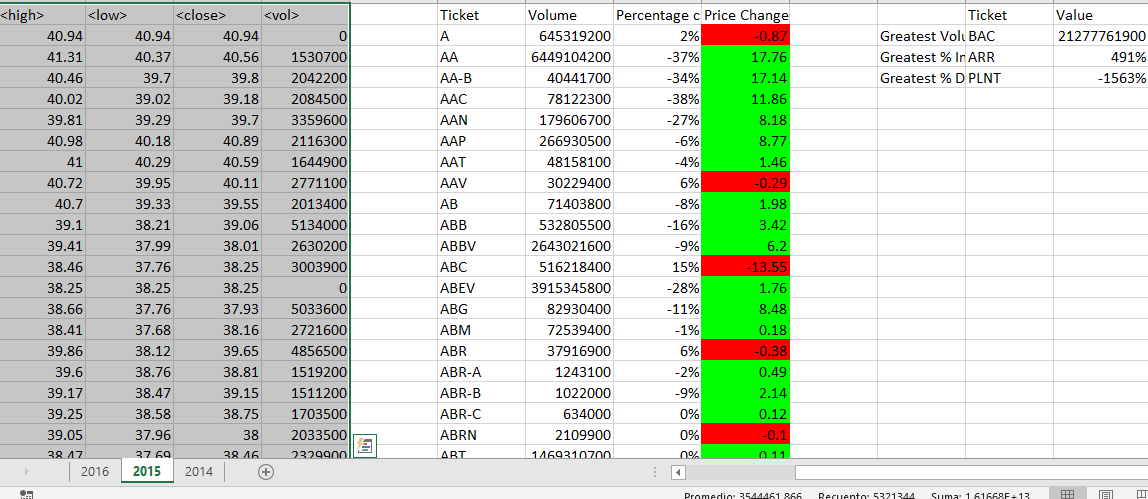 <high> <low> <close> <vol> Ticket Volume Percentage c Price Change Ticket Value
40.94 40.94 40.94 0 A 645319200 2% -0.87 Greatest Volu BAC 21277761900
41.31 40.37 40.56 1530700 AA 6449104200 -37% 17.76 Greatest % In ARR 491%
40.46 39.7 39.8 2042200 AA-B 40441700 -34% 17.14 Greatest % D PLNT -1563%
40.02 39.02 39.18 2084500 AAC 78122300 -38% 11.86
39.81 39.29 39.7 3359600 AAN 179606700 -27% 8.18
40.98 40.18 40.89 2116300 AAP 266930500 -6% 8.77
41 40.29 40.59 1644900 AAT 48158100 -4% 1.46
40.72 39.95 40.11 2771100 AAV 30229400 6% -0.29
40.7 39.33 39.55 2013400 AB 71403800 -8% 1.98
39.1 38.21 39.06 5134000 ABB 532805500 -16% 3.42
39.41 37.99 38.01 2630200 ABBV 2643021600 -9% 6.2
38.46 37.76 38.25 3003900 ABC 516218400 15% -13.55
38.25 38.25 38.25 0 ABEV 3915345800 -28% 1.76
38.66 37.76 37.93 5033600 ABG 82930400 -11% 8.48
38.41 37.68 38.16 2721600 ABM 72539400 -1% 0.18
39.86 38.12 39.65 4856500 ABR 37916900 6% -0.38
39.6 38.76 38.81 1519200 ABR-A 1243100 -2% 0.49
39.17 38.47 39.15 1511200 ABR-B 1022000 -9% 2.14
39.25 38.58 38.75 1703500 ABR-C 634000 0% 0.12
39.05 37.96 38 2033500 ABRN 2109900 0% -0.1
38.47 37.69 38.46 2329900 ABT 1469310700 0% 0.11
2016 2015 2014
Promedio: 3544461.866 Recuento: 5321344 Suma: 1.61668E+13